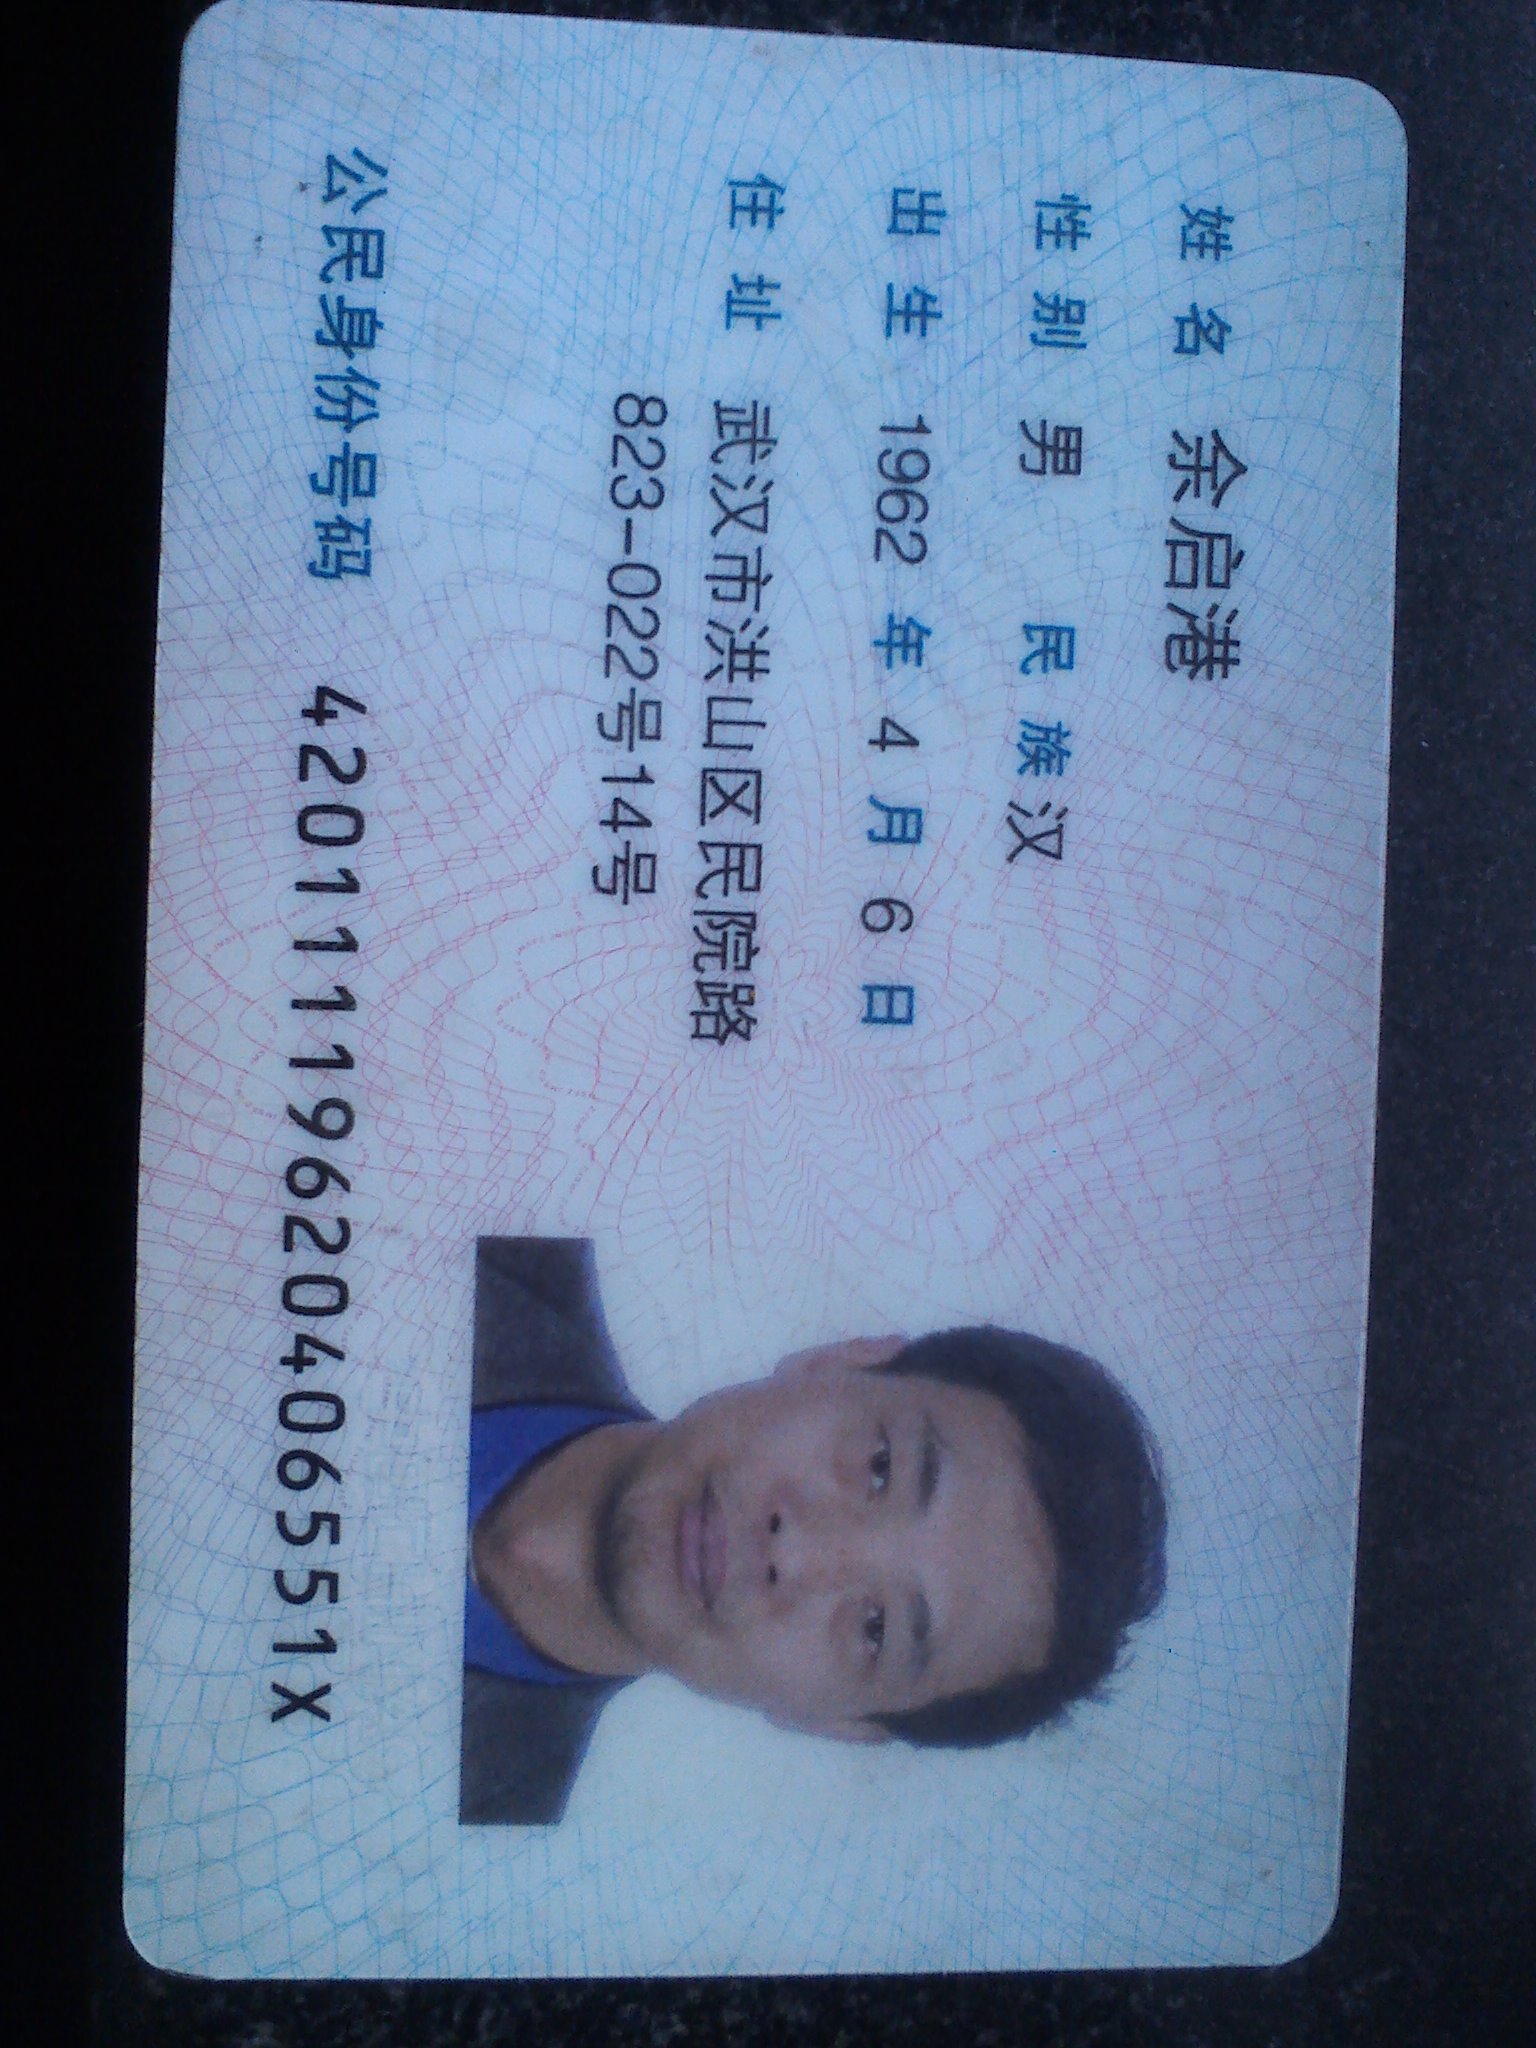 姓名 余启港
性别 男 民族 汉
出生 1962 年 4 月 6 日
住址 武汉市洪山区民院路
823-022号14号
公民身份号码 42011119620406551X